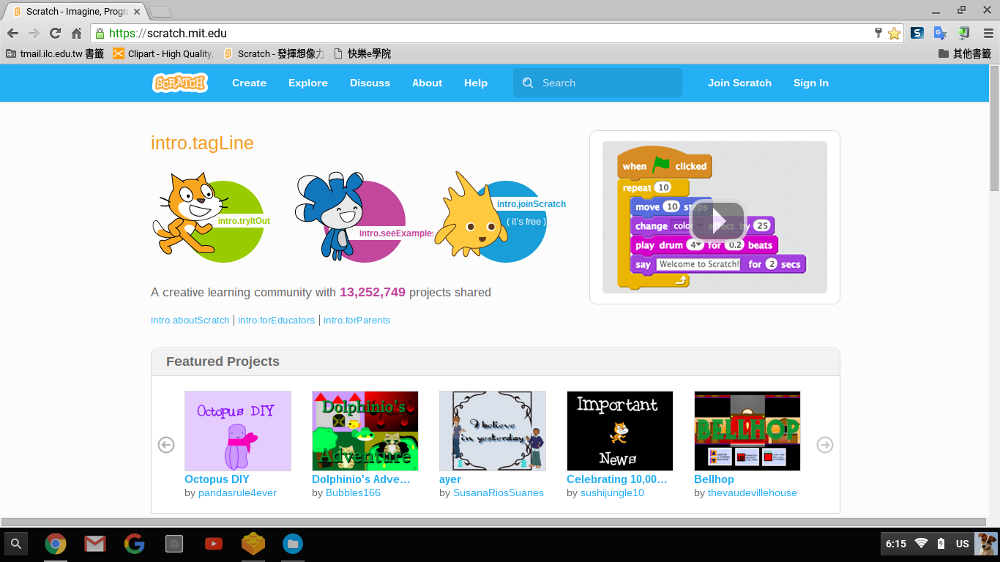 Scratch - Imagine, Progra
https://scratch.mit.edu
tmail.ilc.edu.tw 書籤
Clipart - High Quality,
Scratch - 發揮想像力
快樂e學院
其他書籤
SCRATCH
Create
Explore
Discuss
About
Help
Search
Join Scratch
Sign In
intro.tagLine
intro.tryItOut
intro.seeExamples
intro.joinScratch
( it's free )
when clicked
repeat 10
move 10 steps
change color effect by 25
play drum 4 for 0.2 beats
say Welcome to Scratch! for 2 secs
A creative learning community with 13,252,749 projects shared
intro.aboutScratch | intro.forEducators | intro.forParents
Featured Projects
Octopus DIY
Dolphinio's
Adventure
I believe
in yesterday
1 2
Important
News
BELLHOP
Octopus DIY
by pandasrule4ever
Dolphinio's Adve…
by Bubbles166
ayer
by SusanaRiosSuanes
Celebrating 10,00…
by sushijungle10
Bellhop
by thevaudevillehouse
6:15
US